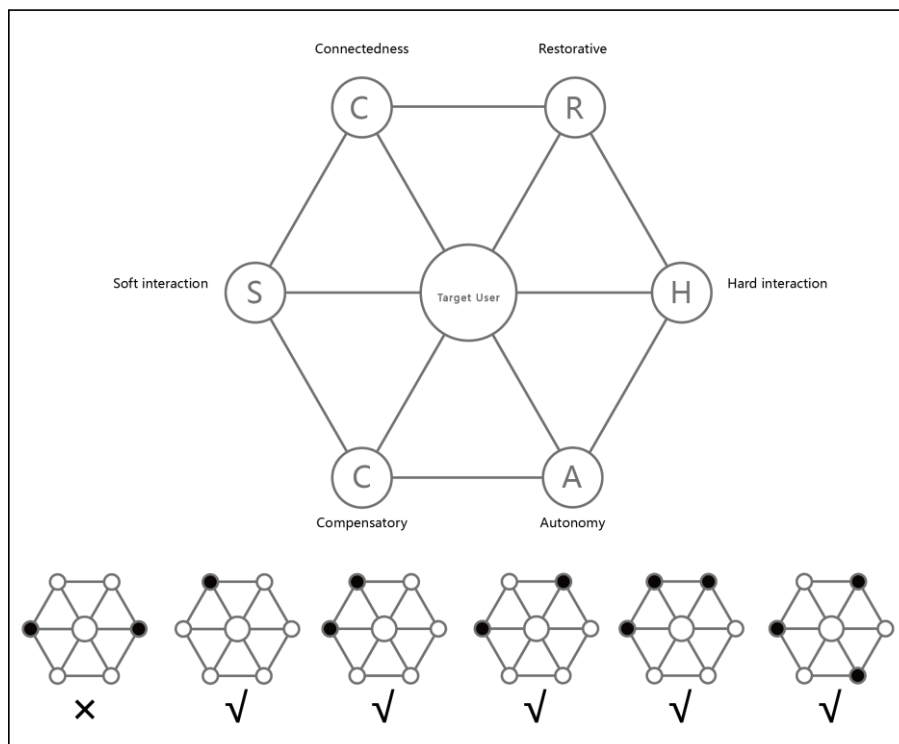 Connectedness
Restorative
C
R
Soft interaction
S
Target User
H
Hard interaction
C
A
Compensatory
Autonomy
× √ √ √ √ √